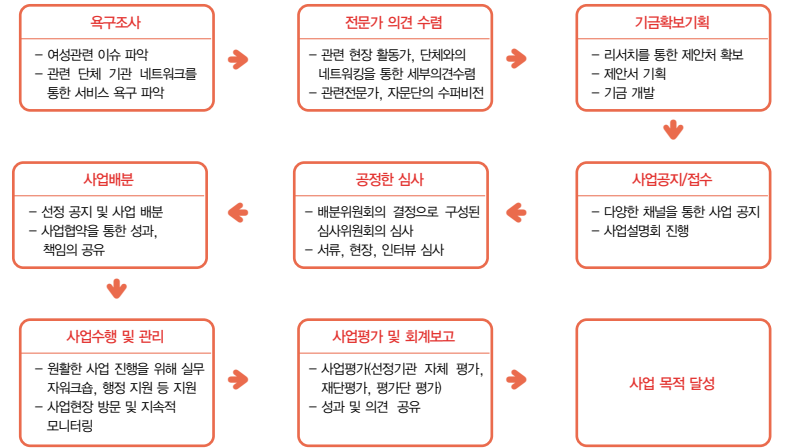 욕구조사
– 여성관련 이슈 파악
– 관련 단체 기관 네트워크를
통한 서비스 욕구 파악
전문가 의견 수렴
– 관련 현장 활동가, 단체와의
네트워킹을 통한 세부의견수렴
– 관련전문가, 자문단의 수퍼비전
기금확보기획
– 리서치를 통한 제안처 확보
– 제안서 기획
– 기금 개발
사업공지/접수
– 다양한 채널을 통한 사업 공지
– 사업설명회 진행
공정한 심사
– 배분위원회의 결정으로 구성된
심사위원회의 심사
– 서류, 현장, 인터뷰 심사
사업배분
– 선정 공지 및 사업 배분
– 사업협약을 통한 성과,
책임의 공유
사업수행 및 관리
– 원활한 사업 진행을 위해 실무
자워크숍, 행정 지원 등 지원
– 사업현장 방문 및 지속적
모니터링
사업평가 및 회계보고
– 사업평가(선정기관 자체 평가,
재단평가, 평가단 평가)
– 성과 및 의견 공유
사업 목적 달성